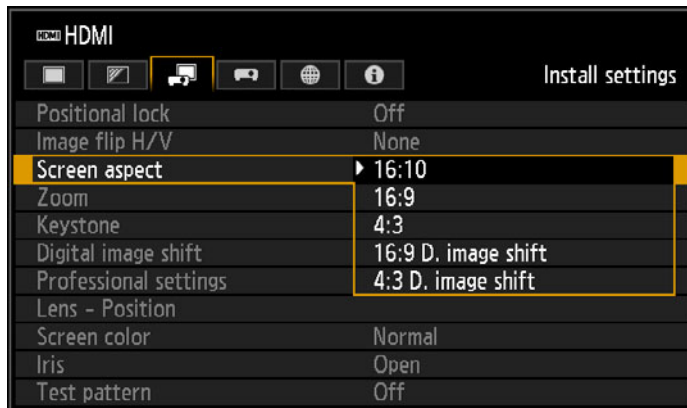 HDMI HDMI
Install settings
Positional lock Off
Image flip H/V None
Screen aspect 16:10
Zoom 16:9
Keystone 4:3
Digital image shift 16:9 D. image shift
Professional settings 4:3 D. image shift
Lens - Position
Screen color Normal
Iris Open
Test pattern Off